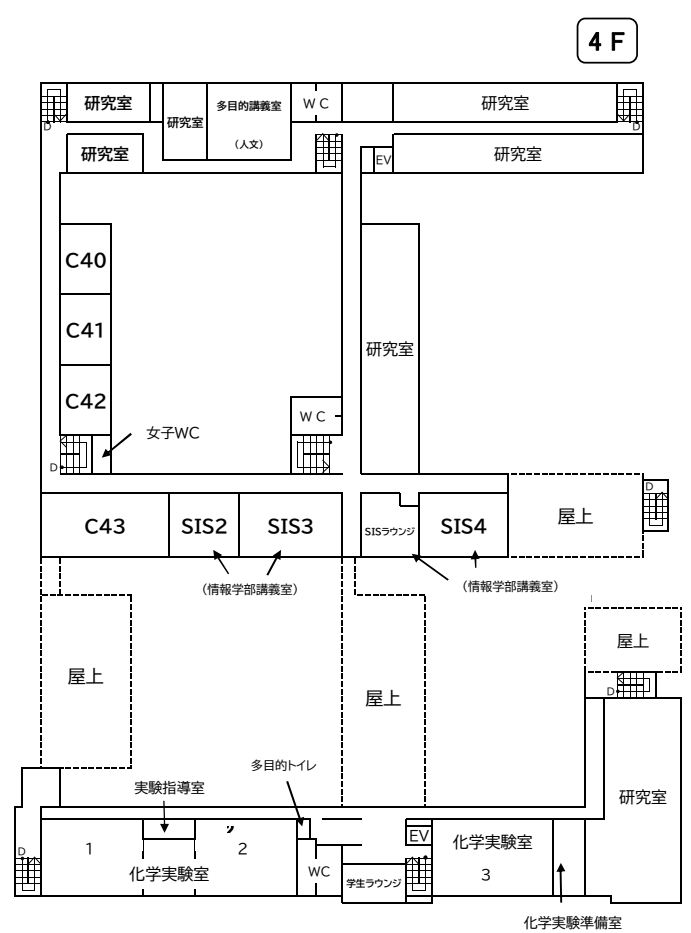 4 F
研究室
研究室
多目的講義室
（人文）
W C
研究室
D
D
研究室
EV
研究室
C40
C41
研究室
C42
W C
女子WC
D
D
C43
SIS2
SIS3
SISラウンジ
SIS4
屋上
（情報学部講義室）
（情報学部講義室）
屋上
屋上
屋上
D
多目的トイレ
実験指導室
研究室
EV
化学実験室
1
2
D
化学実験室
WC
3
学生ラウンジ
化学実験準備室